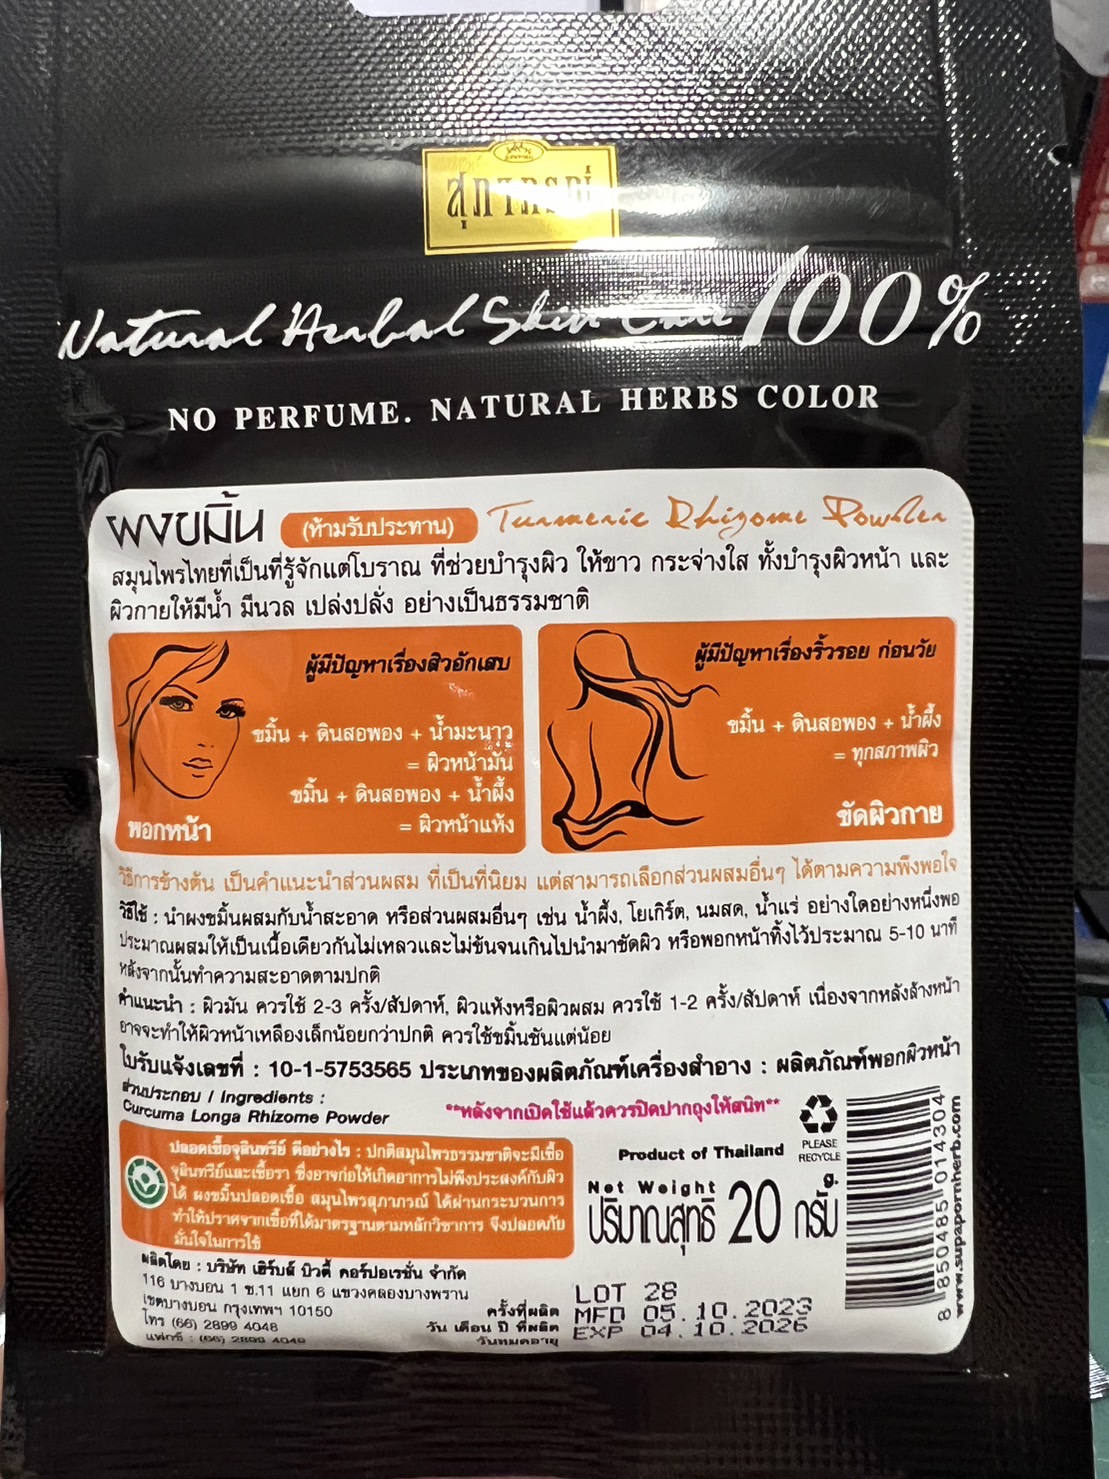 สุภาภรณ์
Natural Herbal Skin Care 100%
NO PERFUME. NATURAL HERBS COLOR
ผงขมิ้น (ห้ามรับประทาน) Turmeric Rhizome Powder
สมุนไพรไทยที่เป็นที่รู้จักแต่โบราณ ที่ช่วยบำรุงผิว ให้ขาว กระจ่างใส ทั้งบำรุงผิวหน้า และ
ผิวกายให้มีน้ำ มีนวล เปล่งปลั่ง อย่างเป็นธรรมชาติ
ผู้มีปัญหาเรื่องสิวอักเสบ
ขมิ้น + ดินสอพอง + น้ำมะนาว
= ผิวหน้ามัน
ขมิ้น + ดินสอพอง + น้ำผึ้ง
= ผิวหน้าแห้ง
พอกหน้า
ผู้มีปัญหาเรื่องริ้วรอย ก่อนวัย
ขมิ้น + ดินสอพอง + น้ำผึ้ง
= ทุกสภาพผิว
ขัดผิวกาย
วิธีการข้างต้น เป็นคำแนะนำส่วนผสม ที่เป็นที่นิยม แต่สามารถเลือกส่วนผสมอื่นๆ ได้ตามความพึงพอใจ
วิธีใช้ : นำผงขมิ้นผสมกับน้ำสะอาด หรือส่วนผสมอื่นๆ เช่น น้ำผึ้ง, โยเกิร์ต, นมสด, น้ำแร่ อย่างใดอย่างหนึ่งพอ
ประมาณผสมให้เป็นเนื้อเดียวกันไม่เหลวและไม่ข้นจนเกินไปนำมาขัดผิว หรือพอกหน้าทิ้งไว้ประมาณ 5-10 นาที
หลังจากนั้นทำความสะอาดตามปกติ
คำแนะนำ : ผิวมัน ควรใช้ 2-3 ครั้ง/สัปดาห์, ผิวแห้งหรือผิวผสม ควรใช้ 1-2 ครั้ง/สัปดาห์ เนื่องจากหลังล้างหน้า
อาจจะทำให้ผิวหน้าเหลืองเล็กน้อยกว่าปกติ ควรใช้ขมิ้นชันแต่น้อย
ใบรับแจ้งเลขที่ : 10-1-5753565 ประเภทของผลิตภัณฑ์เครื่องสำอาง : ผลิตภัณฑ์พอกผิวหน้า
ส่วนประกอบ / Ingredients :
Curcuma Longa Rhizome Powder
**หลังจากเปิดใช้แล้วควรปิดปากถุงให้สนิท**
PLEASE
RECYCLE
ปลอดเชื้อจุลินทรีย์ ดีอย่างไร : ปกติสมุนไพรธรรมชาติจะมีเชื้อ
จุลินทรีย์และเชื้อรา ซึ่งอาจก่อให้เกิดอาการไม่พึงประสงค์กับผิว
ได้ ผงขมิ้นปลอดเชื้อ สมุนไพรสุภาภรณ์ ได้ผ่านกระบวนการ
ทำให้ปราศจากเชื้อที่ได้มาตรฐานตามหลักวิชาการ จึงปลอดภัย
มั่นใจในการใช้
Product of Thailand
Net Weight g.
ปริมาณสุทธิ 20 กรัม
8 850485 014304
www.supapornherb.com
ผลิตโดย : บริษัท เฮิร์บส์ บิวตี้ คอร์ปอเรชั่น จำกัด
116 บางบอน 1 ซ.11 แยก 6 แขวงคลองบางพราน
เขตบางบอน กรุงเทพฯ 10150
โทร (66) 2899 4048
แฟกซ์ : (66) 2899 4049
ครั้งที่ผลิต LOT 28
วัน เดือน ปี ที่ผลิต MFD 05.10.2023
วันหมดอายุ EXP 04.10.2026